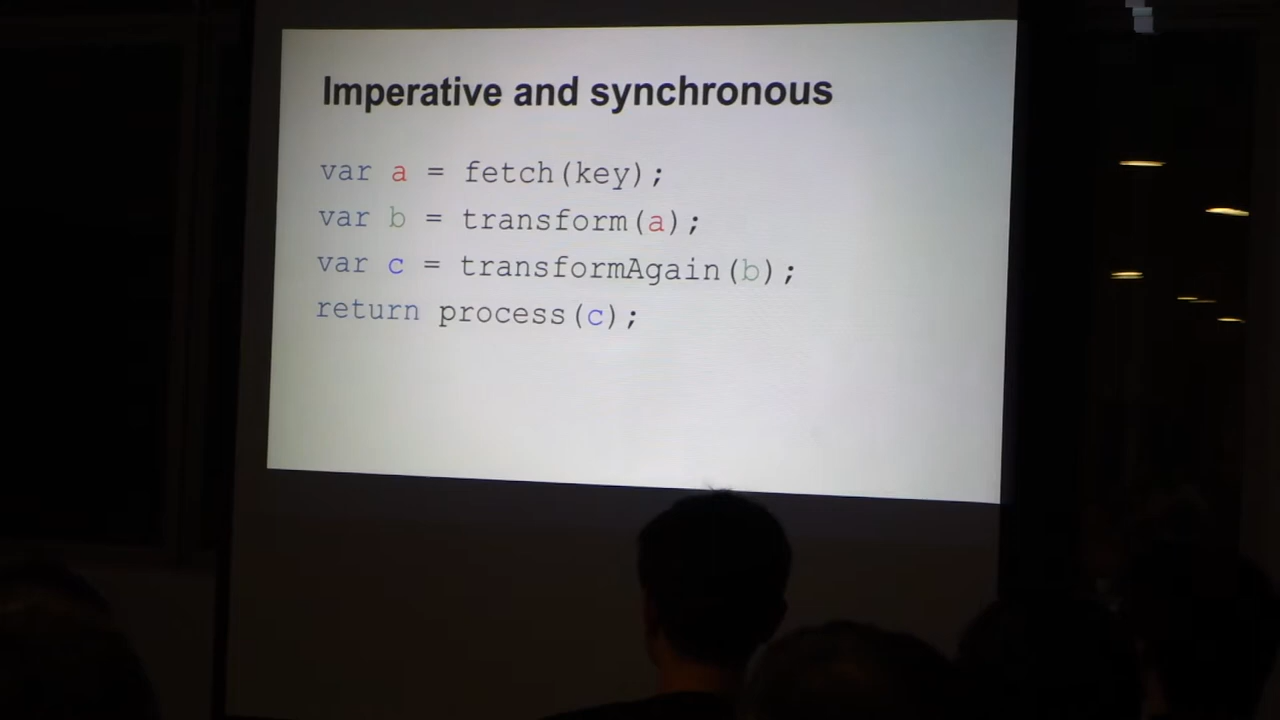 Imperative and synchronous
var a = fetch(key);
var b = transform(a);
var c = transformAgain(b);
return process(c);